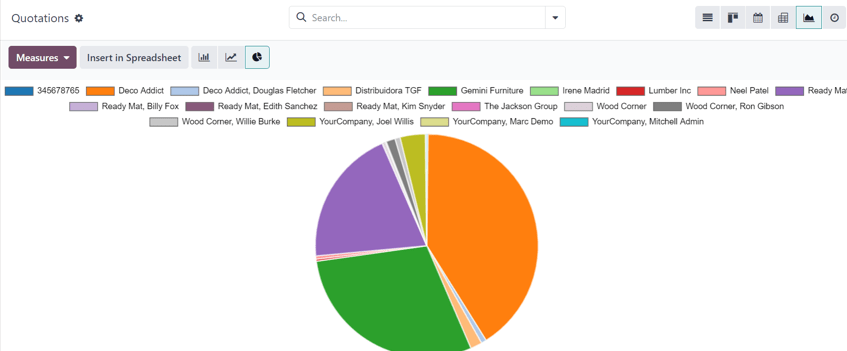 Quotations
Search...
Measures
Insert in Spreadsheet
345678765 Deco Addict Deco Addict, Douglas Fletcher Distribuidora TGF Gemini Furniture Irene Madrid Lumber Inc Neel Patel Ready Mat
Ready Mat, Billy Fox Ready Mat, Edith Sanchez Ready Mat, Kim Snyder The Jackson Group Wood Corner Wood Corner, Ron Gibson
Wood Corner, Willie Burke YourCompany, Joel Willis YourCompany, Marc Demo YourCompany, Mitchell Admin